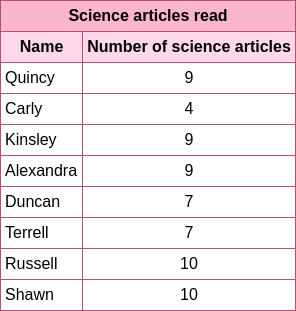 Science articles read
Name Number of science articles
Quincy 9
Carly 4
Kinsley 9
Alexandra 9
Duncan 7
Terrell 7
Russell 10
Shawn 10